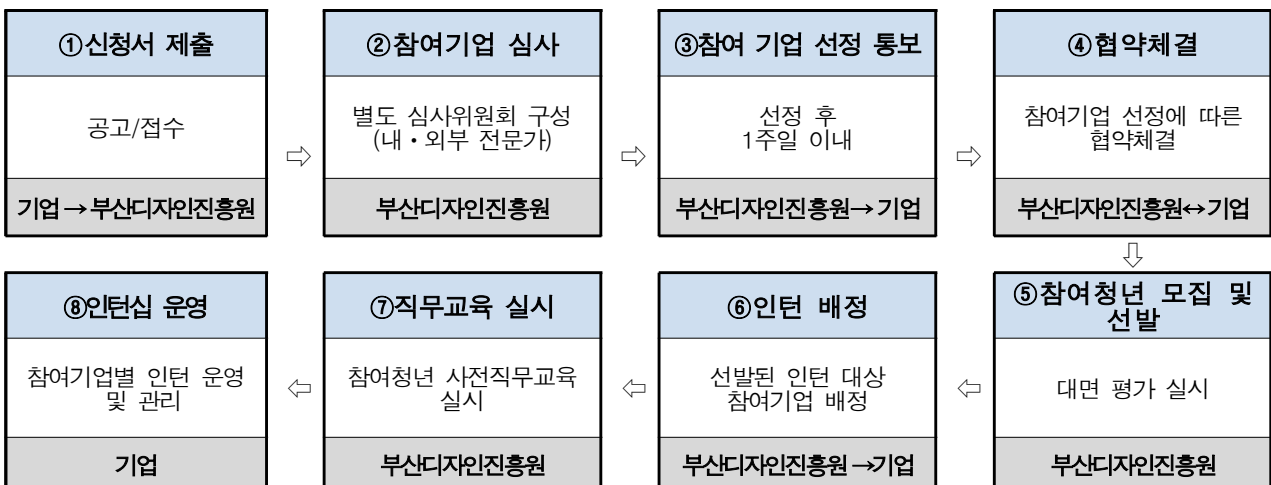 ①신청서 제출
공고/접수
기업→부산디자인진흥원
⇨
②참여기업 심사
별도 심사위원회 구성
(내・외부 전문가)
부산디자인진흥원
⇨
③참여 기업 선정 통보
선정 후
1주일 이내
부산디자인진흥원→기업
⇨
④협약체결
참여기업 선정에 따른
협약체결
부산디자인진흥원↔기업
⇩
⑤참여청년 모집 및
선발
대면 평가 실시
부산디자인진흥원
⇦
⑥인턴 배정
선발된 인턴 대상
참여기업 배정
부산디자인진흥원→기업
⇦
⑦직무교육 실시
참여청년 사전직무교육
실시
부산디자인진흥원
⇦
⑧인턴십 운영
참여기업별 인턴 운영
및 관리
기업